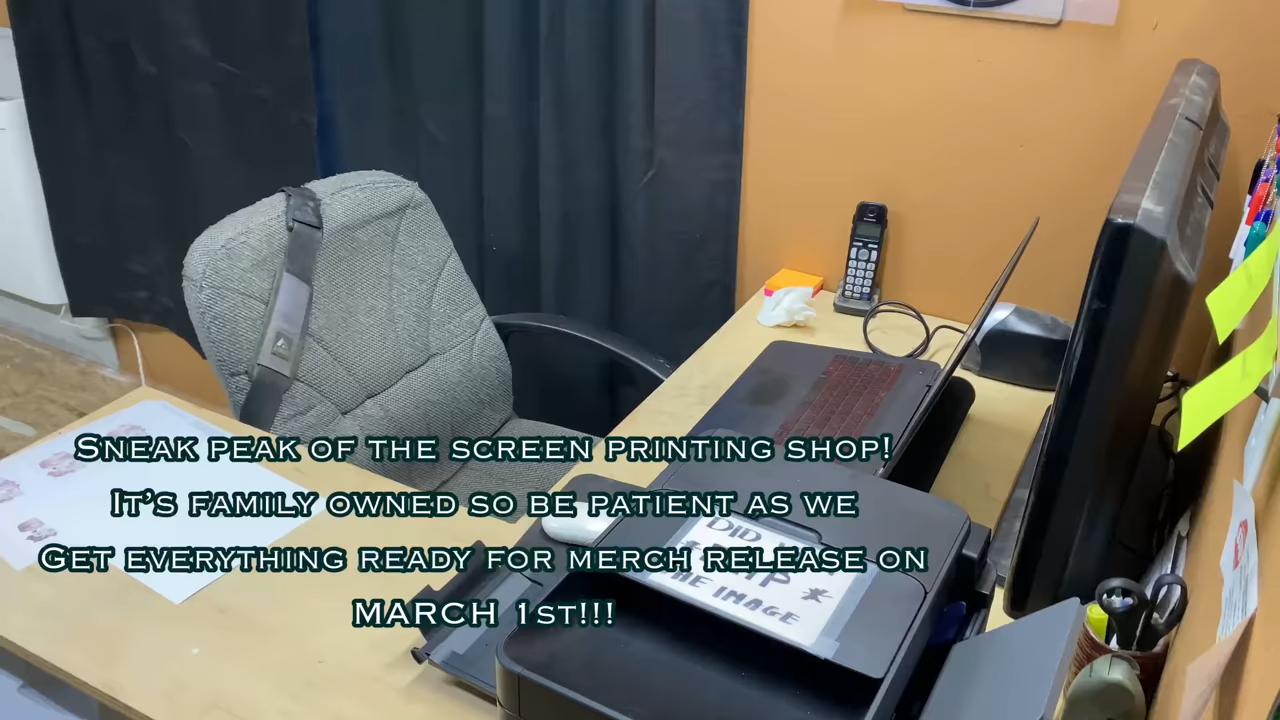 Sneak peak of the screen printing shop!
It's family owned so be patient as we
Get everything ready for merch release on
MARCH 1st!!!
DID
THE IMAGE